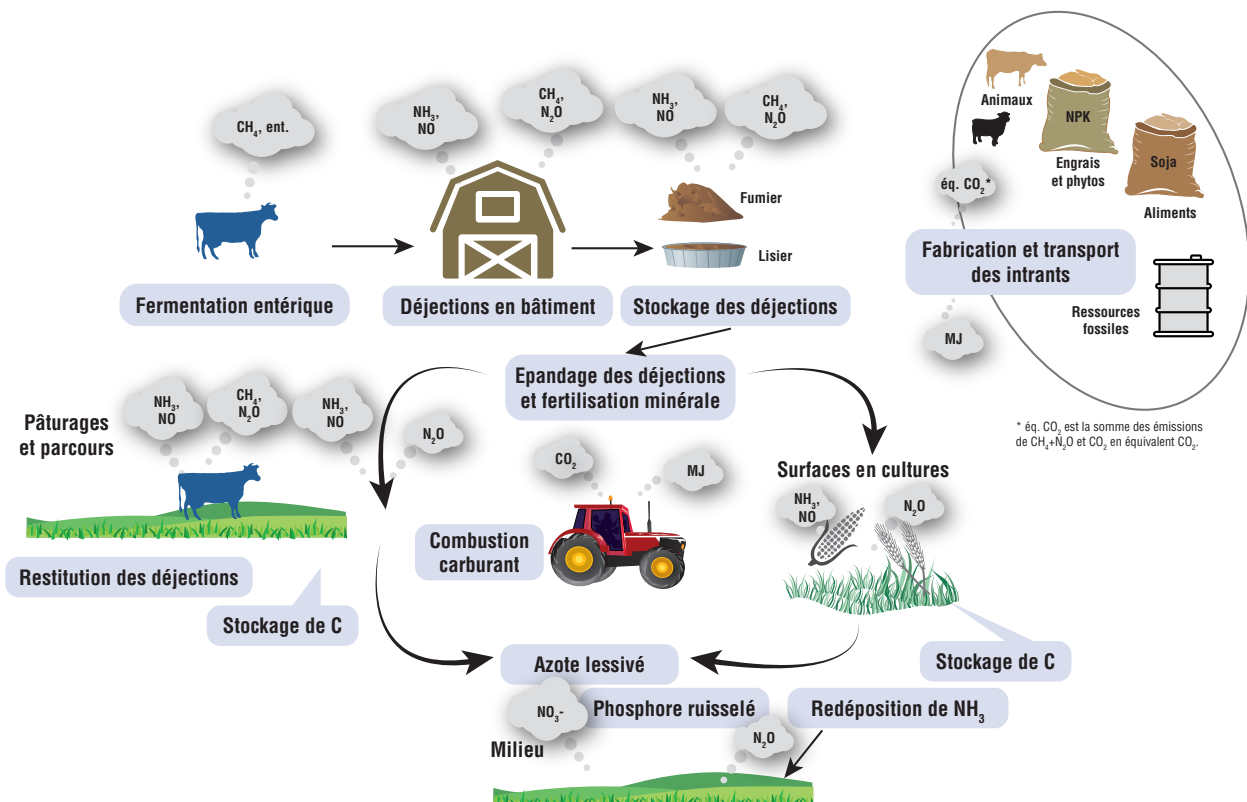 CH₄, ent.
NH₃,
NO
CH₄,
N₂O
NH₃,
NO
CH₄,
N₂O
Fumier
Lisier
Fermentation entérique
Déjections en bâtiment
Stockage des déjections
Animaux
NPK
Engrais
et phytos
Soja
Aliments
éq. CO₂*
Fabrication et transport
des intrants
MJ
Ressources
fossiles
* éq. CO₂ est la somme des émissions
de CH₄+N₂O et CO₂ en équivalent CO₂.
Epandage des déjections
et fertilisation minérale
Pâturages
et parcours
NH₃,
NO
CH₄,
N₂O
NH₃,
NO
N₂O
Restitution des déjections
Stockage de C
CO₂
MJ
Combustion
carburant
Surfaces en cultures
NH₃,
NO
N₂O
Stockage de C
Azote lessivé
NO₃-
Phosphore ruisselé
Redéposition de NH₃
Milieu
N₂O